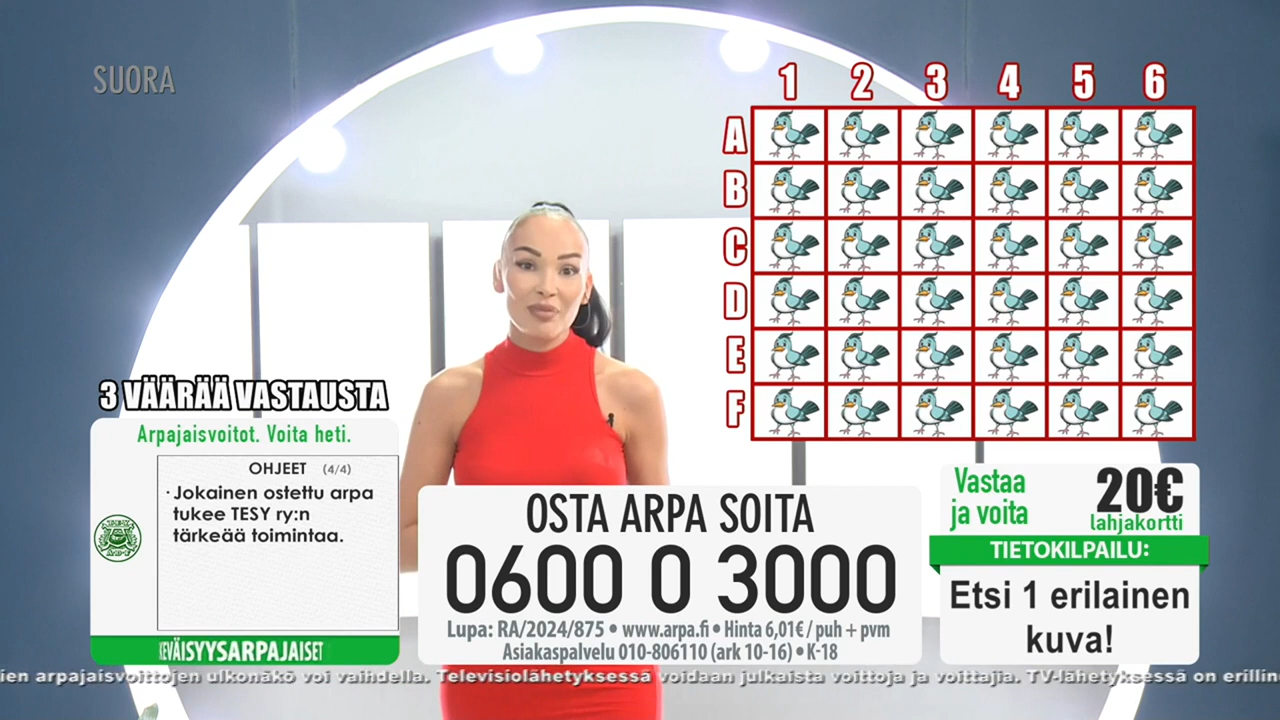 SUORA
1 2 3 4 5 6
A
B
C
D
E
F
3 VÄÄRÄÄ VASTAUSTA
Arpajaisvoitot. Voita heti.
OHJEET (4/4)
· Jokainen ostettu arpa
tukee TESY ry:n
tärkeää toimintaa.
KEVÄISYYSARPAJAISET
OSTA ARPA SOITA
0600 0 3000
Lupa: RA/2024/875 • www.arpa.fi • Hinta 6,01€ / puh + pvm
Asiakaspalvelu 010-806110 (ark 10-16) • K-18
Vastaa
ja voita
20€
lahjakortti
TIETOKILPAILU:
Etsi 1 erilainen
kuva!
ien arpajaisvoittojen ulkonäkö voi vaihdella. Televisiolähetyksessä voidaan julkaista voittoja ja voittajia. TV-lähetyksessä on erilline